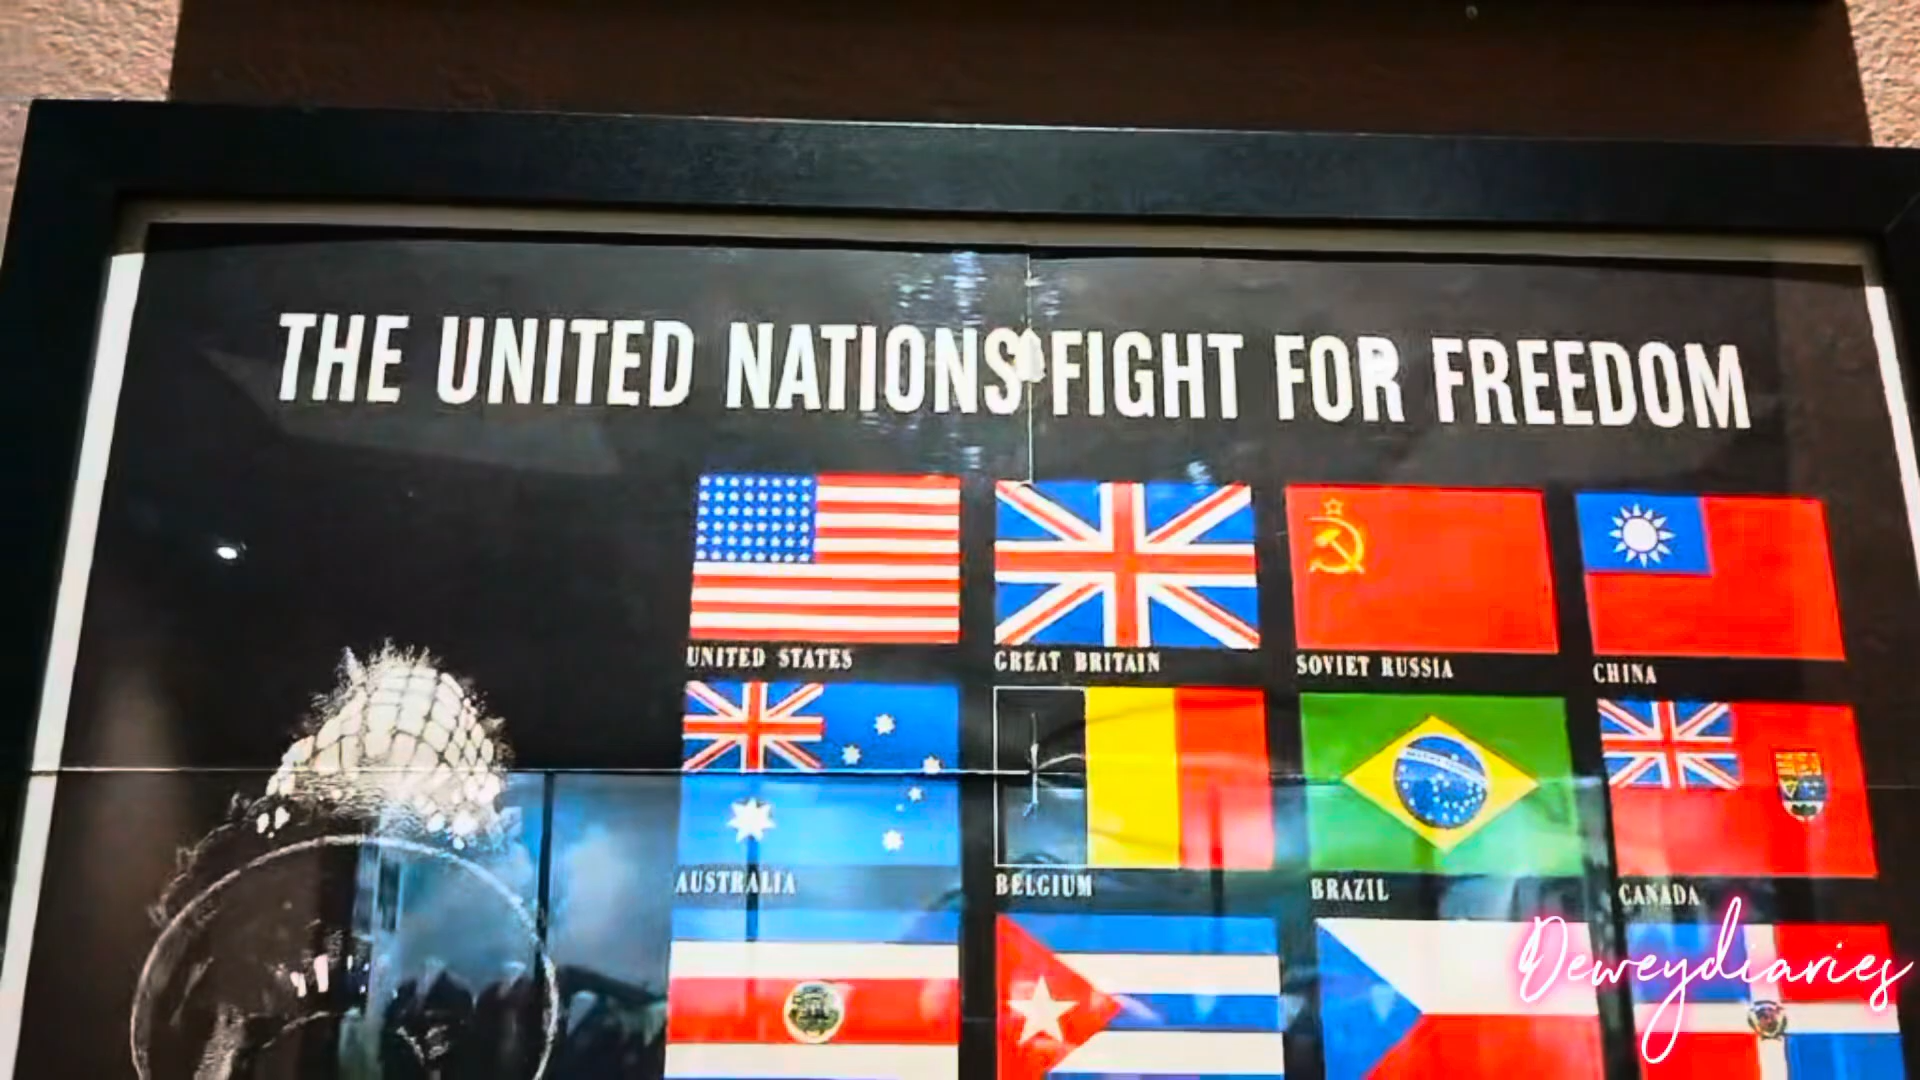 THE UNITED NATIONS FIGHT FOR FREEDOM
UNITED STATES
GREAT BRITAIN
SOVIET RUSSIA
CHINA
AUSTRALIA
BELGIUM
BRAZIL
CANADA
Deweydiaries